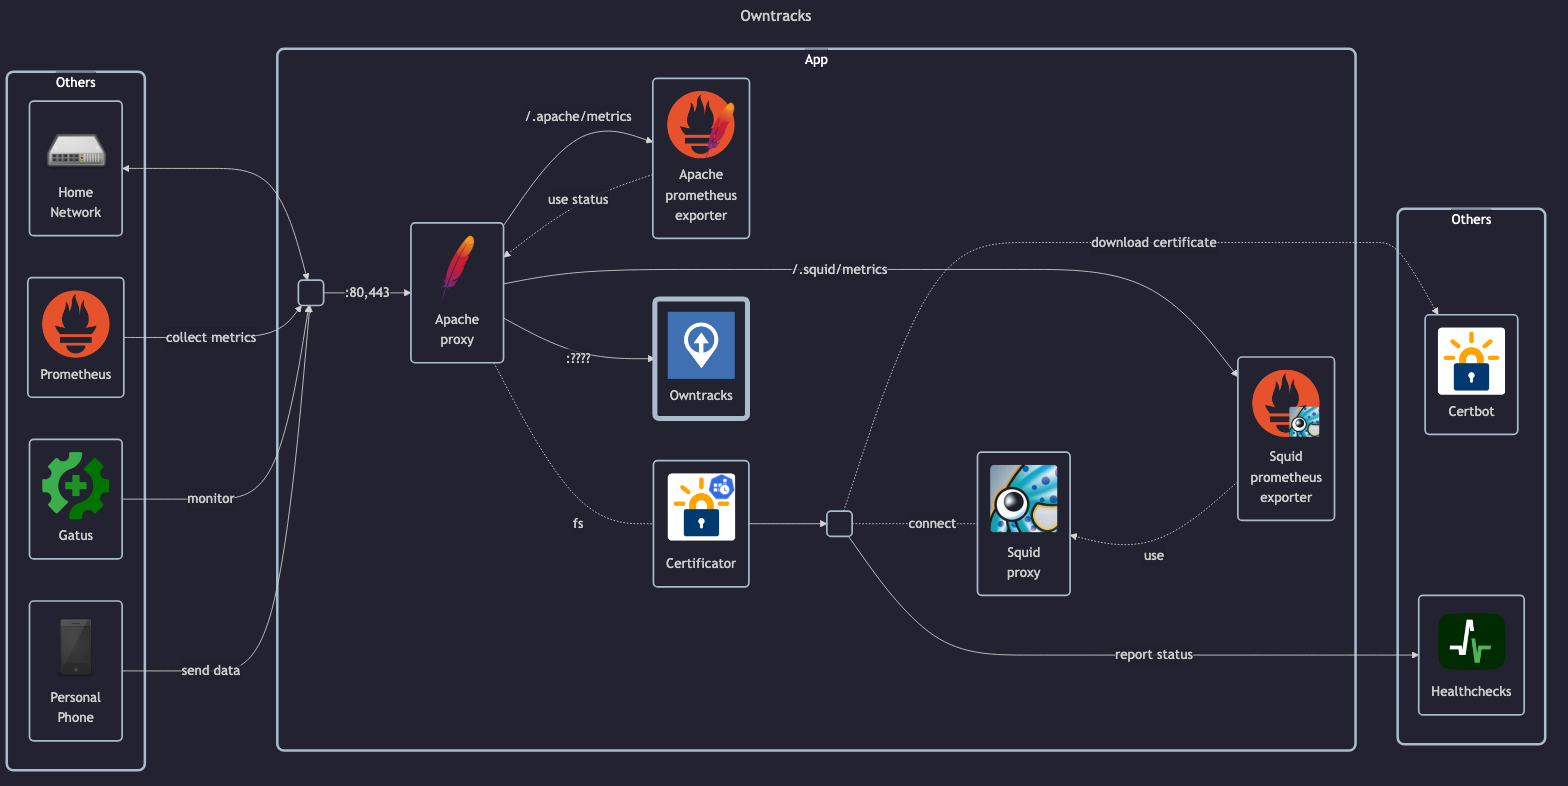 Owntracks
App
Others
Home
Network
Prometheus
Gatus
Personal
Phone
collect metrics
monitor
send data
:80,443
Apache
proxy
/.apache/metrics
use status
/.squid/metrics
:????
fs
Apache
prometheus
exporter
Owntracks
Certificator
download certificate
connect
report status
Squid
proxy
use
Squid
prometheus
exporter
Others
Certbot
Healthchecks